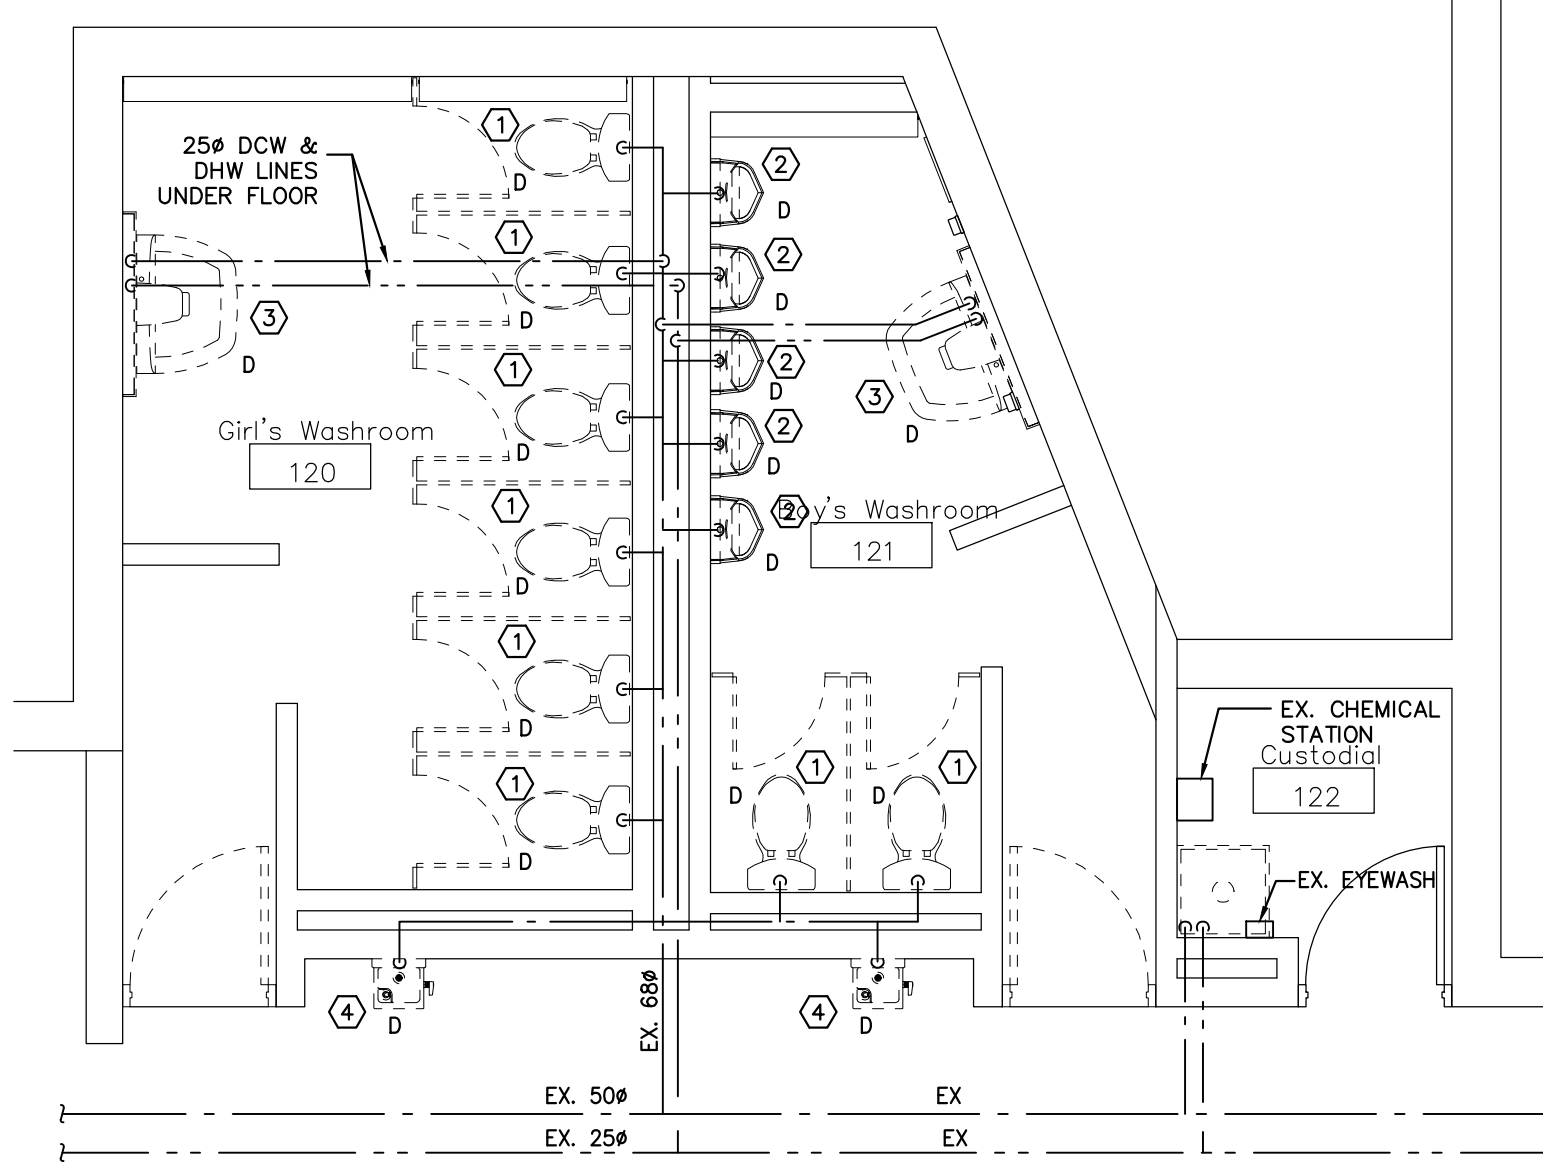 1
25ø DCW &
DHW LINES
UNDER FLOOR
D
2
D
1
2
D
3
D
D
1
2
D
3
D
Girl's Washroom
120
D
2
D
1
2
Boy's Washroom
121
D
D
1
D
EX. CHEMICAL
STATION
Custodial
122
1
D
1
D
1
D
EX. EYEWASH
4
D
EX. 68ø
4
D
EX. 50ø
EX
EX. 25ø
EX